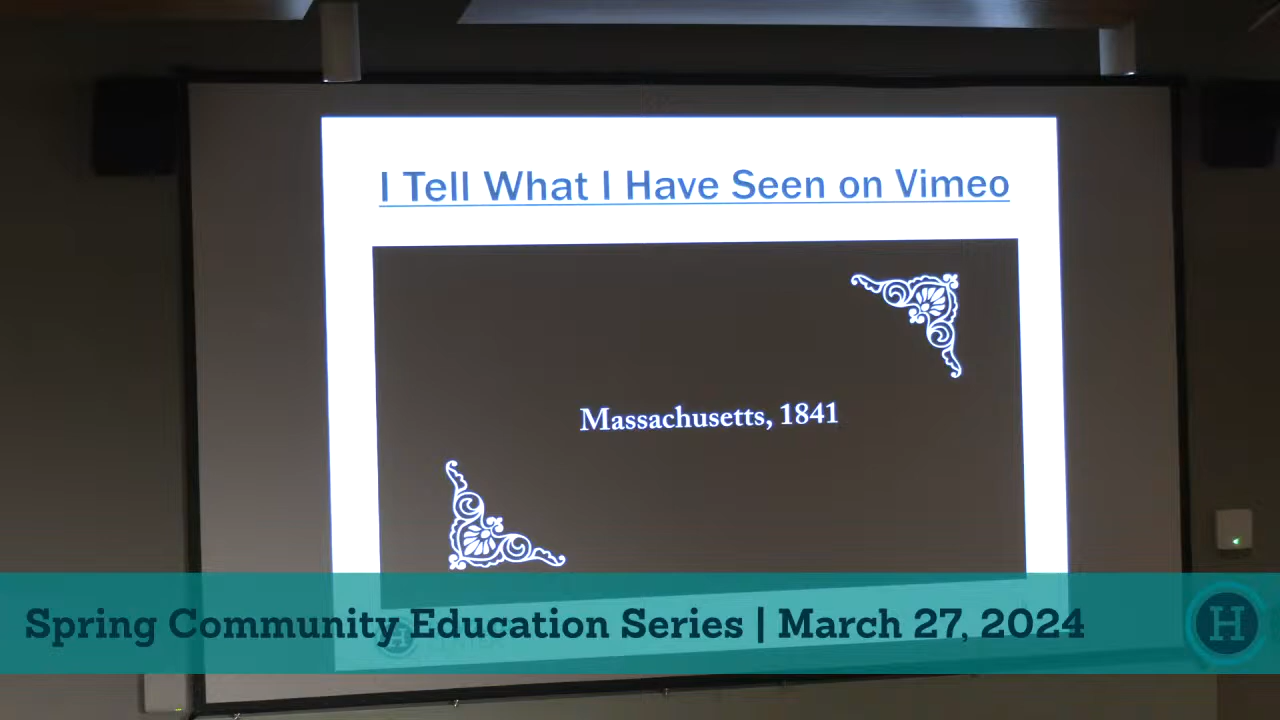 I Tell What I Have Seen on Vimeo
Massachusetts, 1841
Spring Community Education Series | March 27, 2024
H